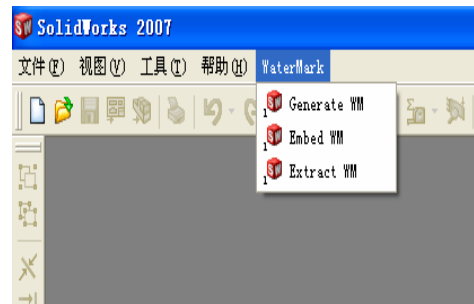 SolidWorks 2007
文件(F) 视图(V) 工具(T) 帮助(H) WaterMark
Generate WM
Embed WM
Extract WM